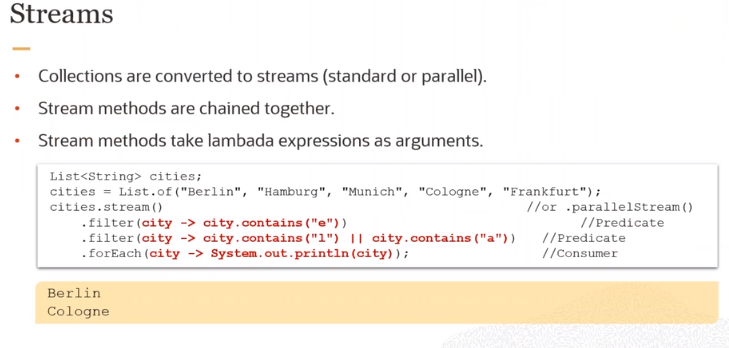 Streams
• Collections are converted to streams (standard or parallel).
• Stream methods are chained together.
• Stream methods take lambada expressions as arguments.
List<String> cities;
cities = List.of("Berlin", "Hamburg", "Munich", "Cologne", "Frankfurt");
cities.stream() //or .parallelStream()
.filter(city -> city.contains("e")) //Predicate
.filter(city -> city.contains("l") || city.contains("a")) //Predicate
.forEach(city -> System.out.println(city)); //Consumer
Berlin
Cologne